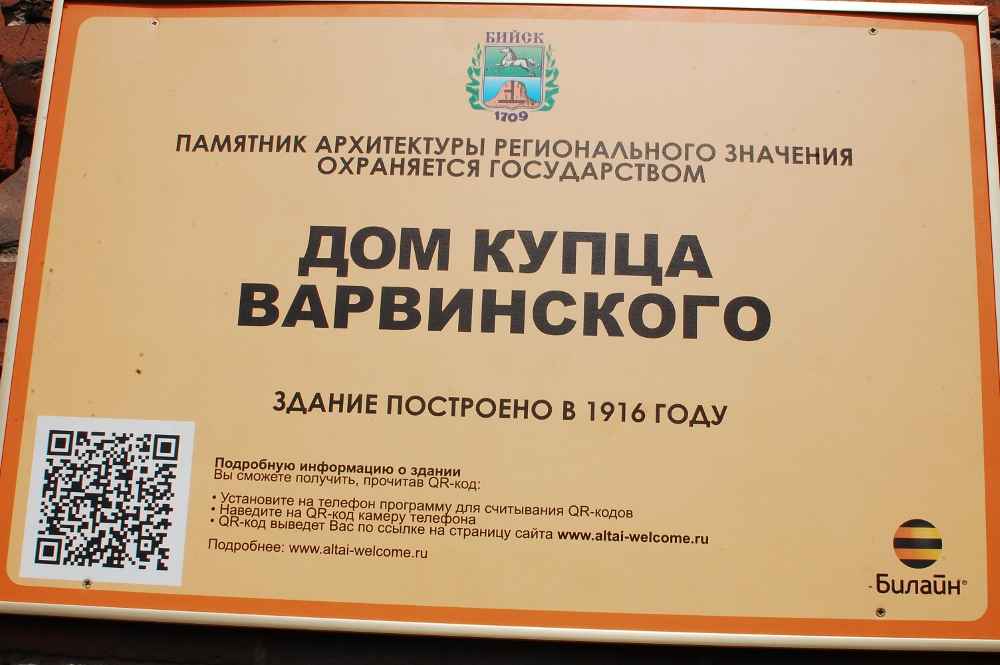 БИЙСК
1709
ПАМЯТНИК АРХИТЕКТУРЫ РЕГИОНАЛЬНОГО ЗНАЧЕНИЯ
ОХРАНЯЕТСЯ ГОСУДАРСТВОМ
ДОМ КУПЦА
ВАРВИНСКОГО
ЗДАНИЕ ПОСТРОЕНО В 1916 ГОДУ
Подробную информацию о здании
Вы сможете получить, прочитав QR-код:
• Установите на телефон программу для считывания QR-кодов
• Наведите на QR-код камеру телефона
• QR-код выведет Вас по ссылке на страницу сайта www.altai-welcome.ru
Подробнее: www.altai-welcome.ru
Билайн®